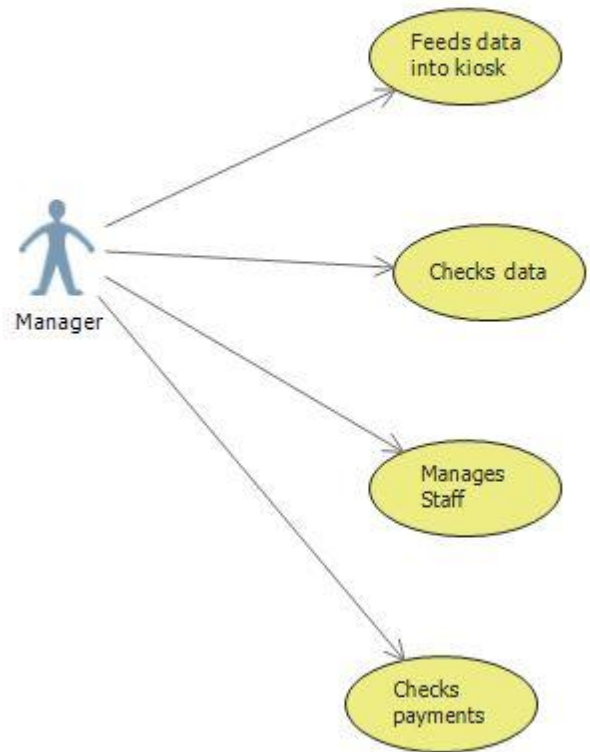 Feeds data
into kiosk
Checks data
Manager
Manages
Staff
Checks
payments